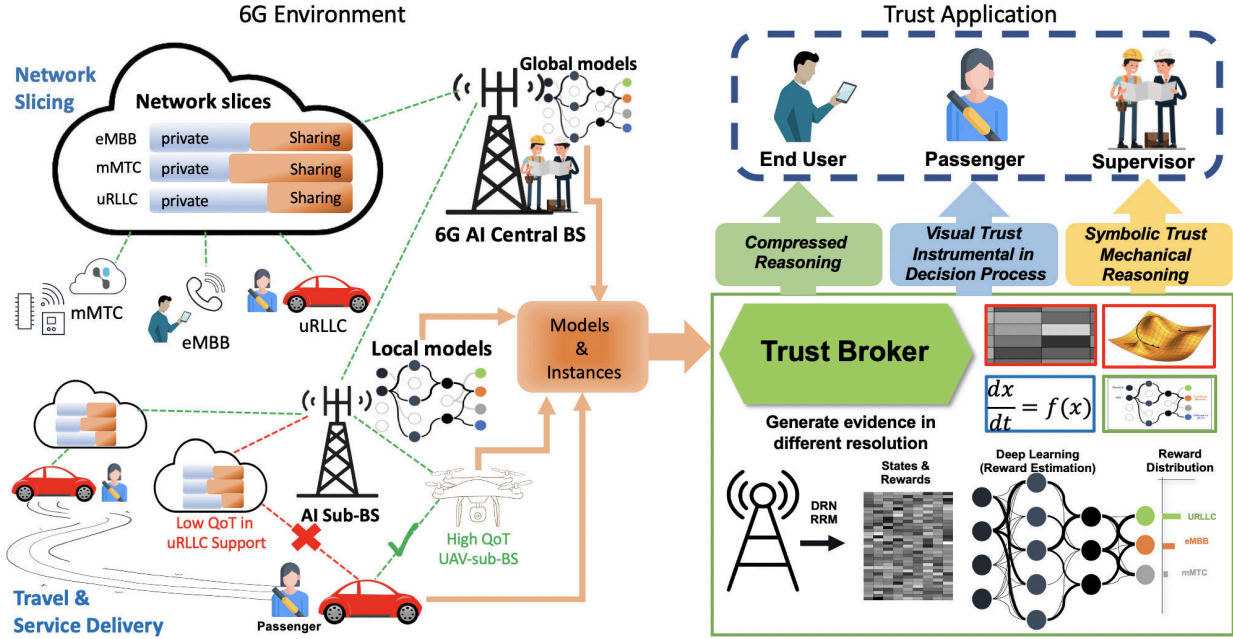 6G Environment
Network
Slicing
Network slices
eMBB
private
Sharing
mMTC
private
Sharing
uRLLC
private
Sharing
Global models
6G AI Central BS
mMTC
eMBB
uRLLC
Local models
Models
&
Instances
AI Sub-BS
Low QoT in
uRLLC Support
High QoT
UAV-sub-BS
Passenger
Travel &
Service Delivery
Trust Application
End User
Passenger
Supervisor
Compressed
Reasoning
Visual Trust
Instrumental in
Decision Process
Symbolic Trust
Mechanical
Reasoning
Trust Broker
Generate evidence in
different resolution
dx
dt
= f(x)
DRN
RRM
States &
Rewards
Deep Learning
(Reward Estimation)
Reward
Distribution
URLLC
eMBB
mMTC